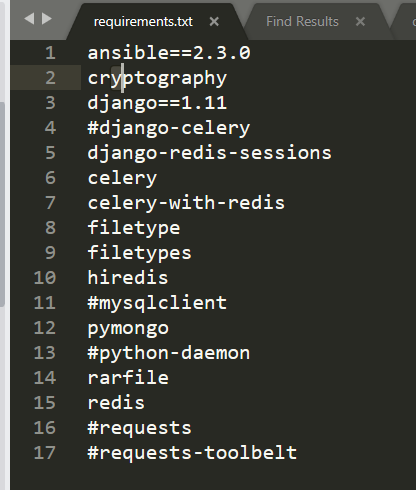 requirements.txt
Find Results
1 ansible==2.3.0
2 cryptography
3 django==1.11
4 #django-celery
5 django-redis-sessions
6 celery
7 celery-with-redis
8 filetype
9 filetypes
10 hiredis
11 #mysqlclient
12 pymongo
13 #python-daemon
14 rarfile
15 redis
16 #requests
17 #requests-toolbelt